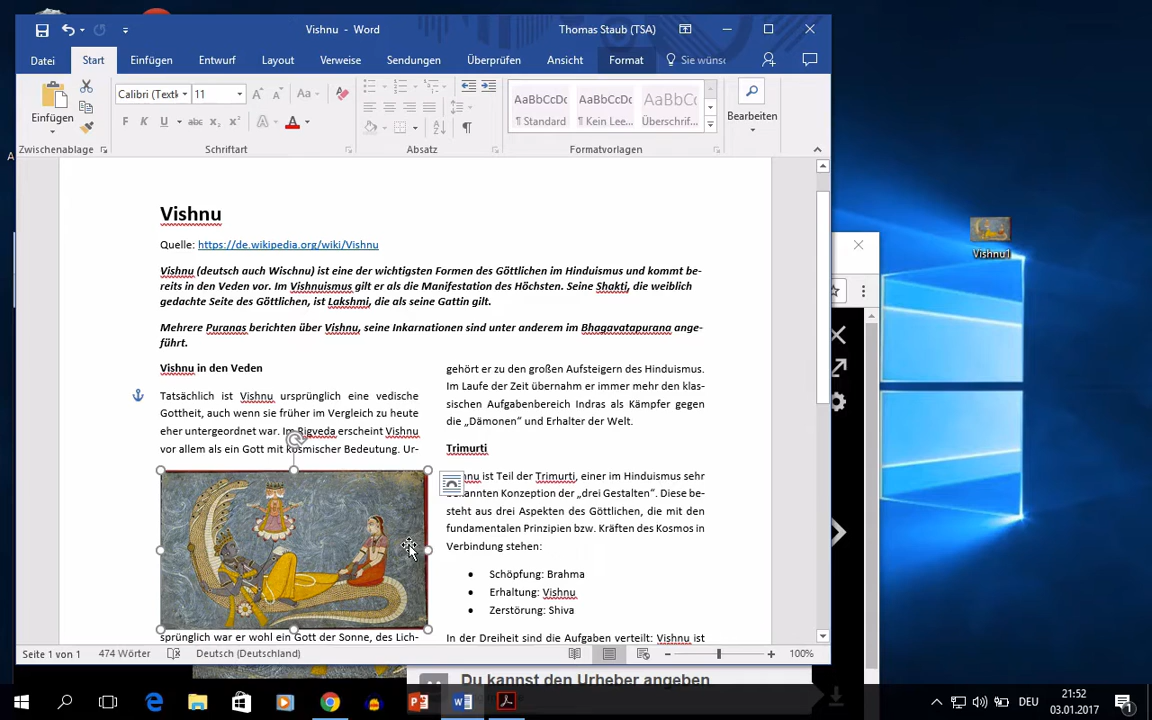 Vishnu - Word
Thomas Staub (TSA)
Datei Start Einfügen Entwurf Layout Verweise Sendungen Überprüfen Ansicht Format Sie wünsc
Calibri (Textk 11
Aa
Einfügen
F K U abc x₂ x² A A
AaBbCcDc AaBbCcDc AaBbCcDc
¶ Standard ¶ Kein Lee... Überschrif...
Bearbeiten
Zwischenablage Schriftart Absatz Formatvorlagen
Vishnu
Quelle: https://de.wikipedia.org/wiki/Vishnu
Vishnu (deutsch auch Wischnu) ist eine der wichtigsten Formen des Göttlichen im Hinduismus und kommt be-
reits in den Veden vor. Im Vishnuismus gilt er als die Manifestation des Höchsten. Seine Shakti, die weiblich
gedachte Seite des Göttlichen, ist Lakshmi, die als seine Gattin gilt.
Mehrere Puranas berichten über Vishnu, seine Inkarnationen sind unter anderem im Bhagavatapurana ange-
führt.
Vishnu in den Veden
Tatsächlich ist Vishnu ursprünglich eine vedische
Gottheit, auch wenn sie früher im Vergleich zu heute
eher untergeordnet war. Im Rigveda erscheint Vishnu
vor allem als ein Gott mit kosmischer Bedeutung. Ur-
sprünglich war er wohl ein Gott der Sonne, des Lich-
gehört er zu den großen Aufsteigern des Hinduismus.
Im Laufe der Zeit übernahm er immer mehr den klas-
sischen Aufgabenbereich Indras als Kämpfer gegen
die „Dämonen" und Erhalter der Welt.
Trimurti
nu ist Teil der Trimurti, einer im Hinduismus sehr
bekannten Konzeption der „drei Gestalten". Diese be-
steht aus drei Aspekten des Göttlichen, die mit den
fundamentalen Prinzipien bzw. Kräften des Kosmos in
Verbindung stehen:
• Schöpfung: Brahma
• Erhaltung: Vishnu
• Zerstörung: Shiva
In der Dreiheit sind die Aufgaben verteilt: Vishnu ist
Seite 1 von 1 474 Wörter Deutsch (Deutschland) 100%
Vishnu1
Du kannst den Urheber angeben
DEU
21:52
03.01.2017
1